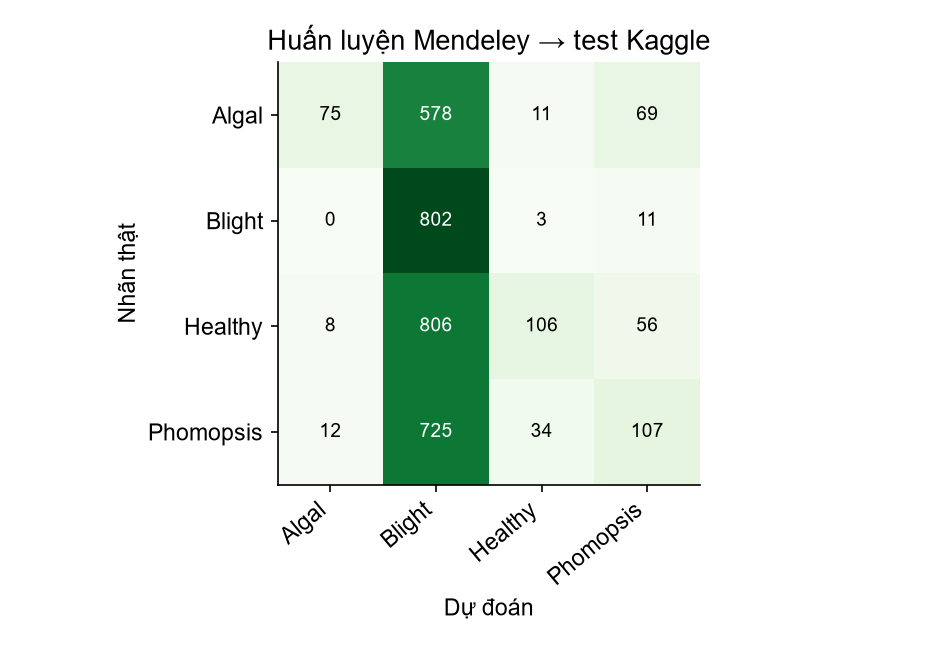 Huấn luyện Mendeley → test Kaggle
Nhãn thật
Algal 75 578 11 69
Blight 0 802 3 11
Healthy 8 806 106 56
Phomopsis 12 725 34 107
Algal Blight Healthy Phomopsis
Dự đoán